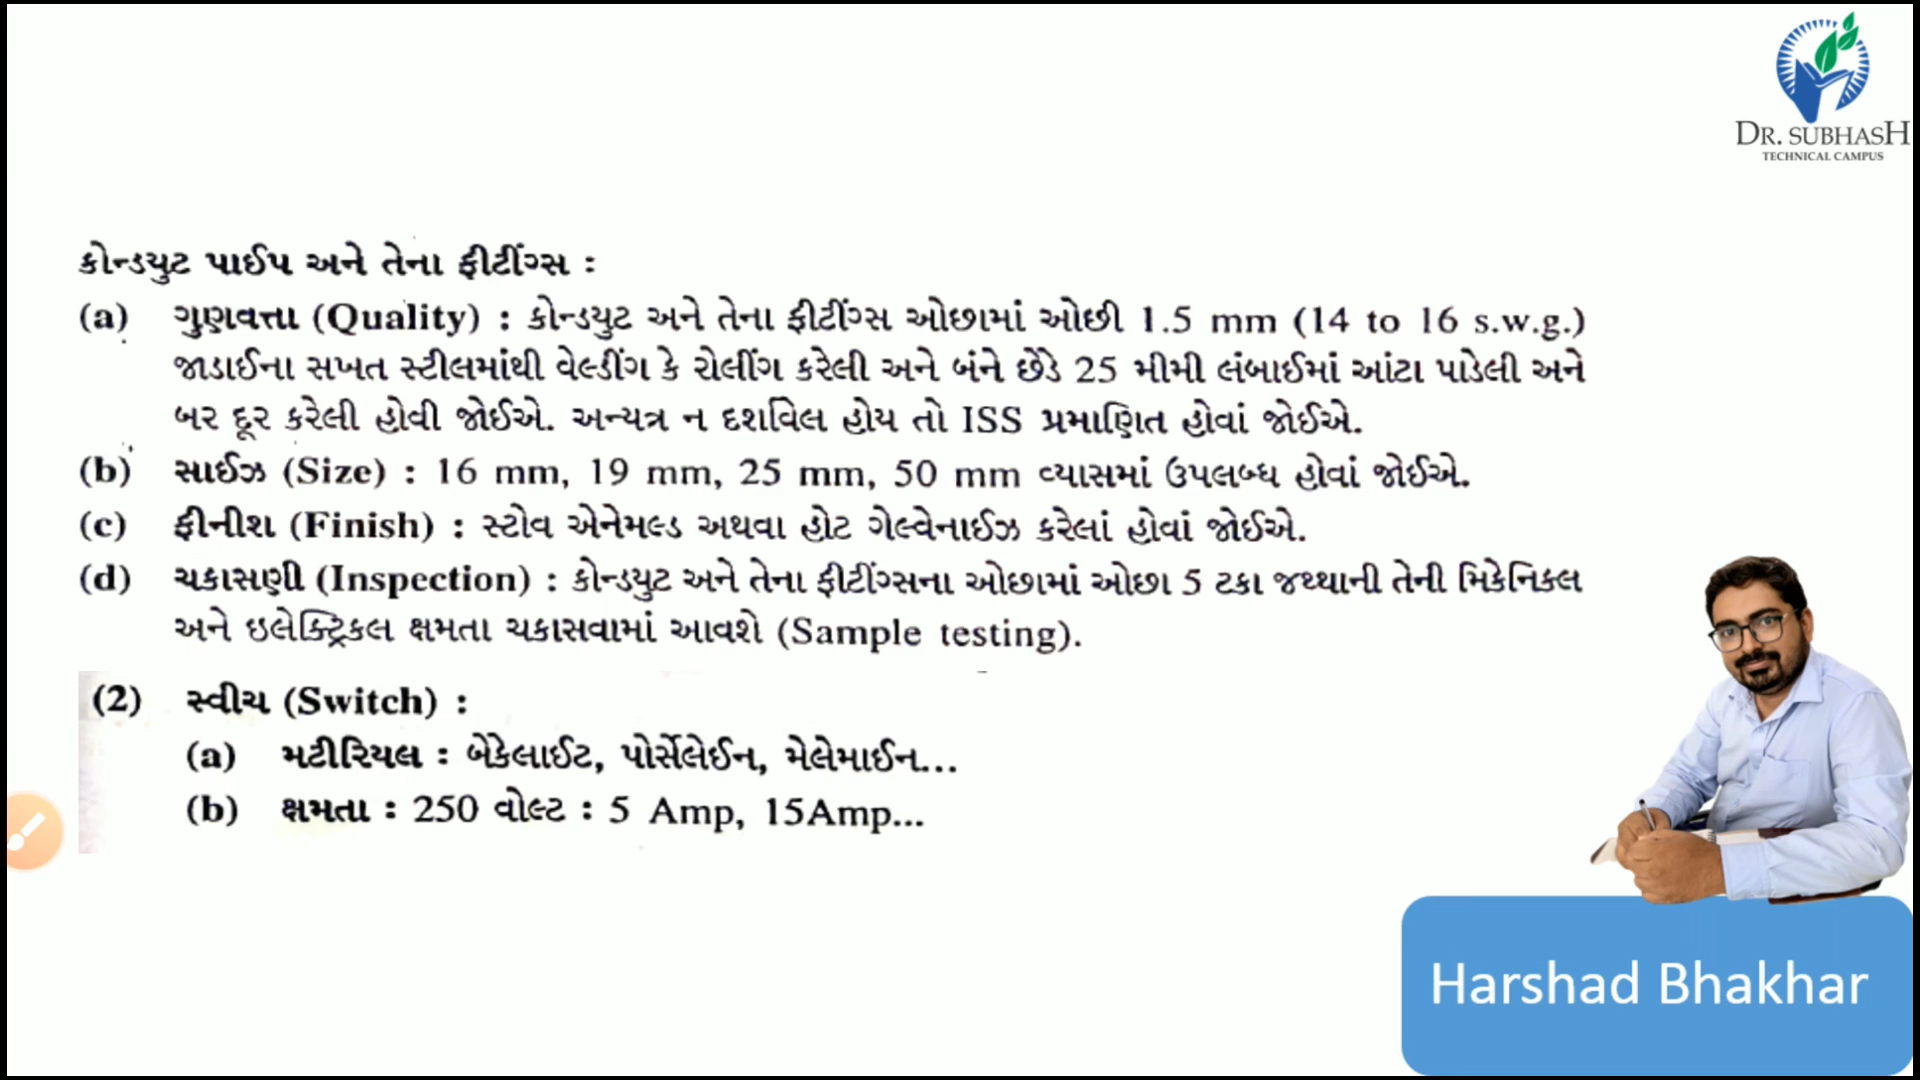 DR. SUBHASH
TECHNICAL CAMPUS
કોન્ડયુટ પાઈપ અને તેના ફીટીંગ્સ :
(a) ગુણવત્તા (Quality) : કોન્ડયુટ અને તેના ફીટીંગ્સ ઓછામાં ઓછી 1.5 mm (14 to 16 s.w.g.)
જાડાઈના સખત સ્ટીલમાંથી વેલ્ડીંગ કે રોલીંગ કરેલી અને બંને છેડે 25 મીમી લંબાઈમાં આંટા પાડેલી અને
બર દૂર કરેલી હોવી જોઈએ. અન્યત્ર ન દર્શાવેલ હોય તો ISS પ્રમાણિત હોવાં જોઈએ.
(b) સાઈઝ (Size) : 16 mm, 19 mm, 25 mm, 50 mm વ્યાસમાં ઉપલબ્ધ હોવાં જોઈએ.
(c) ફીનીશ (Finish) : સ્ટોવ એનેમલ્ડ અથવા હોટ ગેલ્વેનાઈઝ કરેલાં હોવાં જોઈએ.
(d) ચકાસણી (Inspection) : કોન્ડયુટ અને તેના ફીટીંગ્સના ઓછામાં ઓછા 5 ટકા જથ્થાની તેની મિકેનિકલ
અને ઇલેક્ટ્રિકલ ક્ષમતા ચકાસવામાં આવશે (Sample testing).
(2) સ્વીચ (Switch) :
(a) મટીરિયલ : બેકેલાઈટ, પોર્સેલેઈન, મેલેમાઈન...
(b) ક્ષમતા : 250 વોલ્ટ : 5 Amp, 15Amp...
Harshad Bhakhar